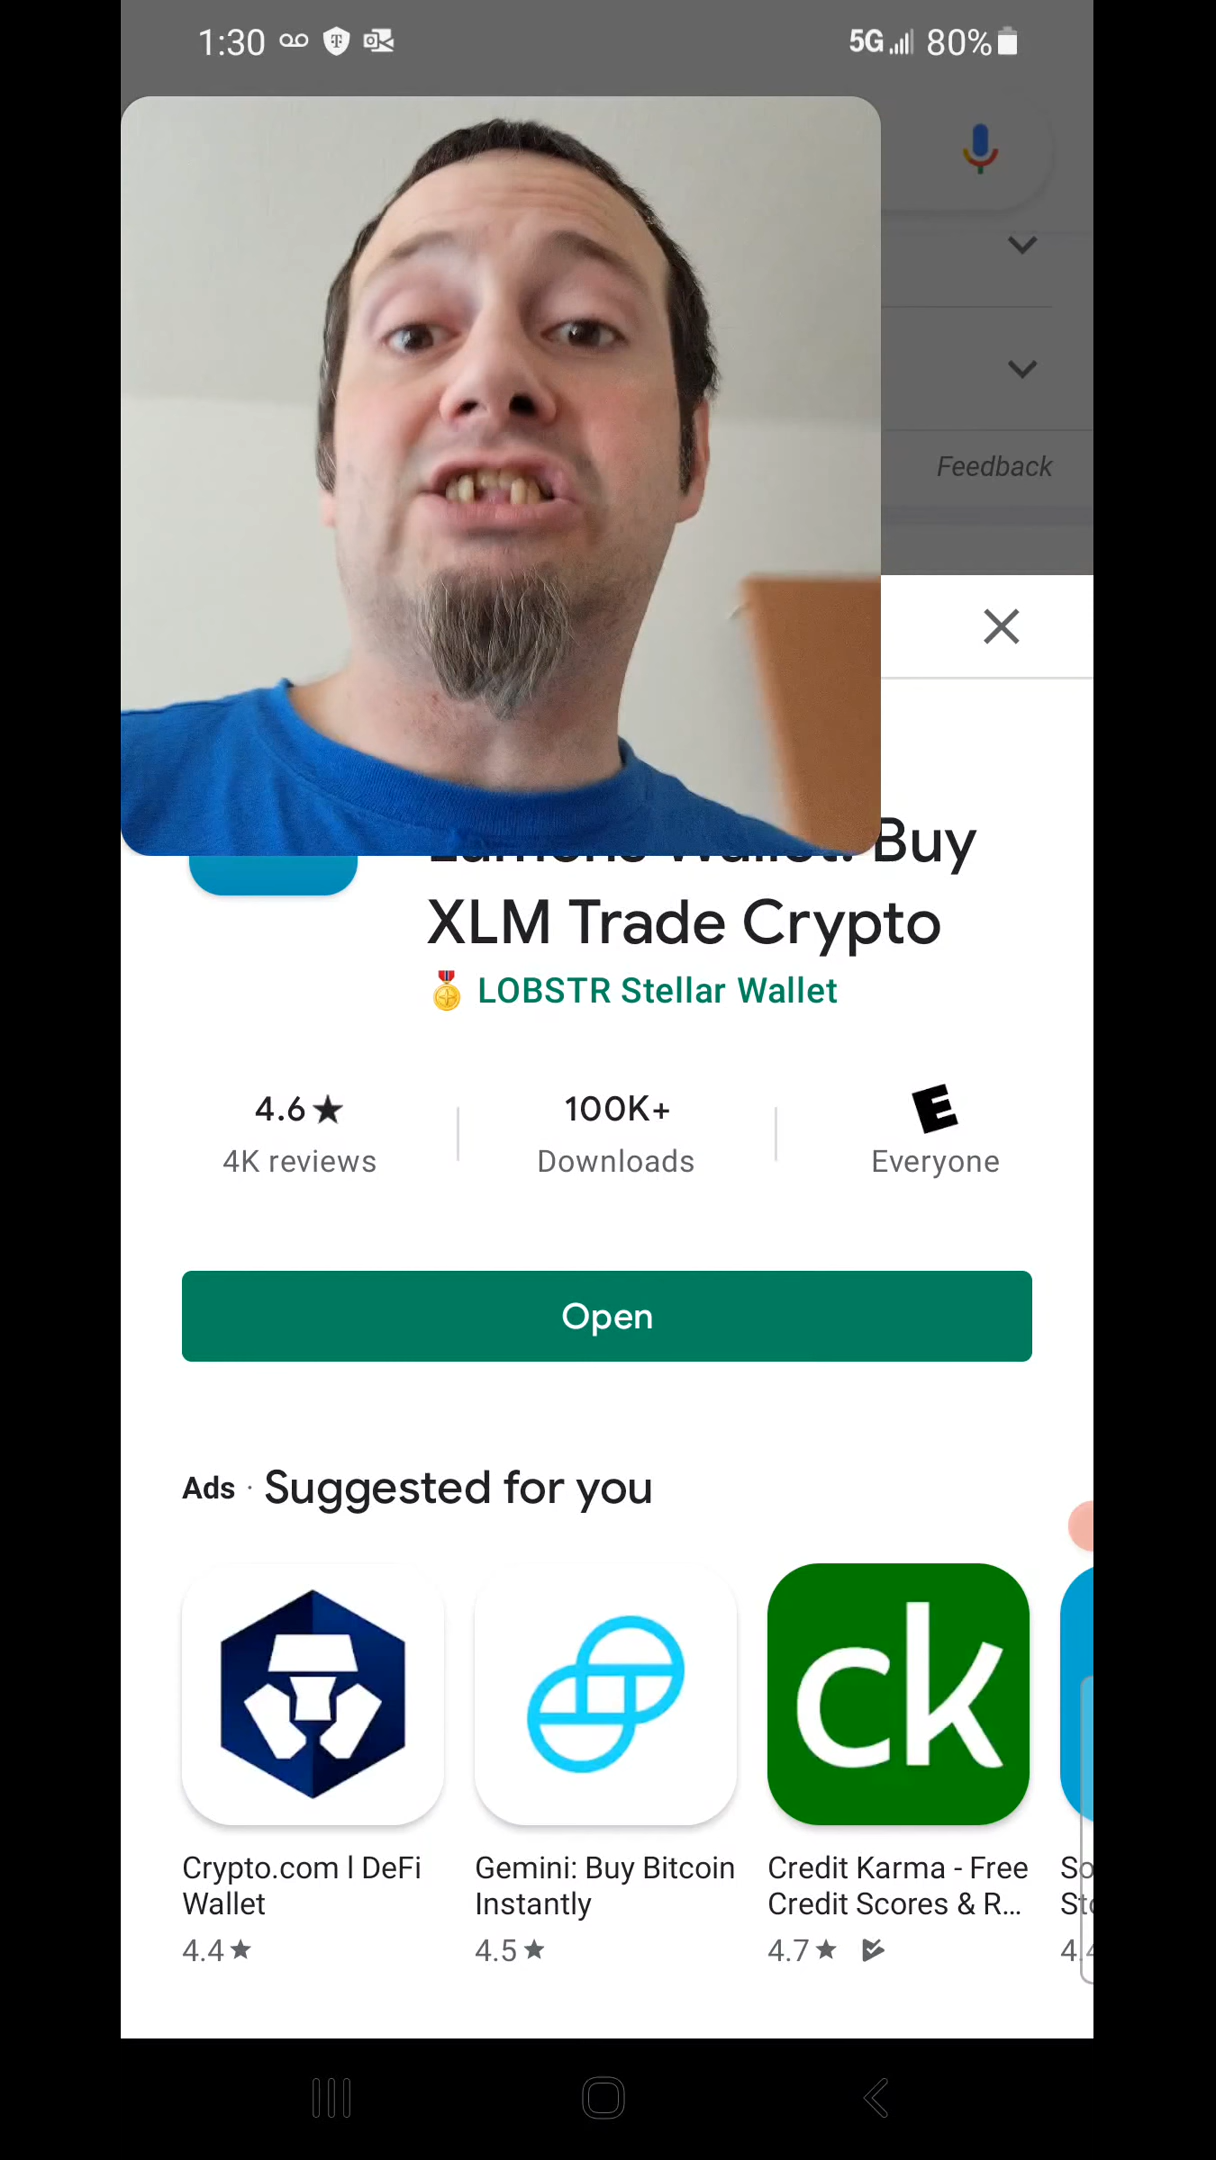 1:30
5G 80%
Feedback
Buy
XLM Trade Crypto
LOBSTR Stellar Wallet
4.6★ 100K+ E
4K reviews Downloads Everyone
Open
Ads · Suggested for you
ck
Crypto.com l DeFi
Wallet
4.4★
Gemini: Buy Bitcoin
Instantly
4.5★
Credit Karma - Free
Credit Scores & R...
4.7★